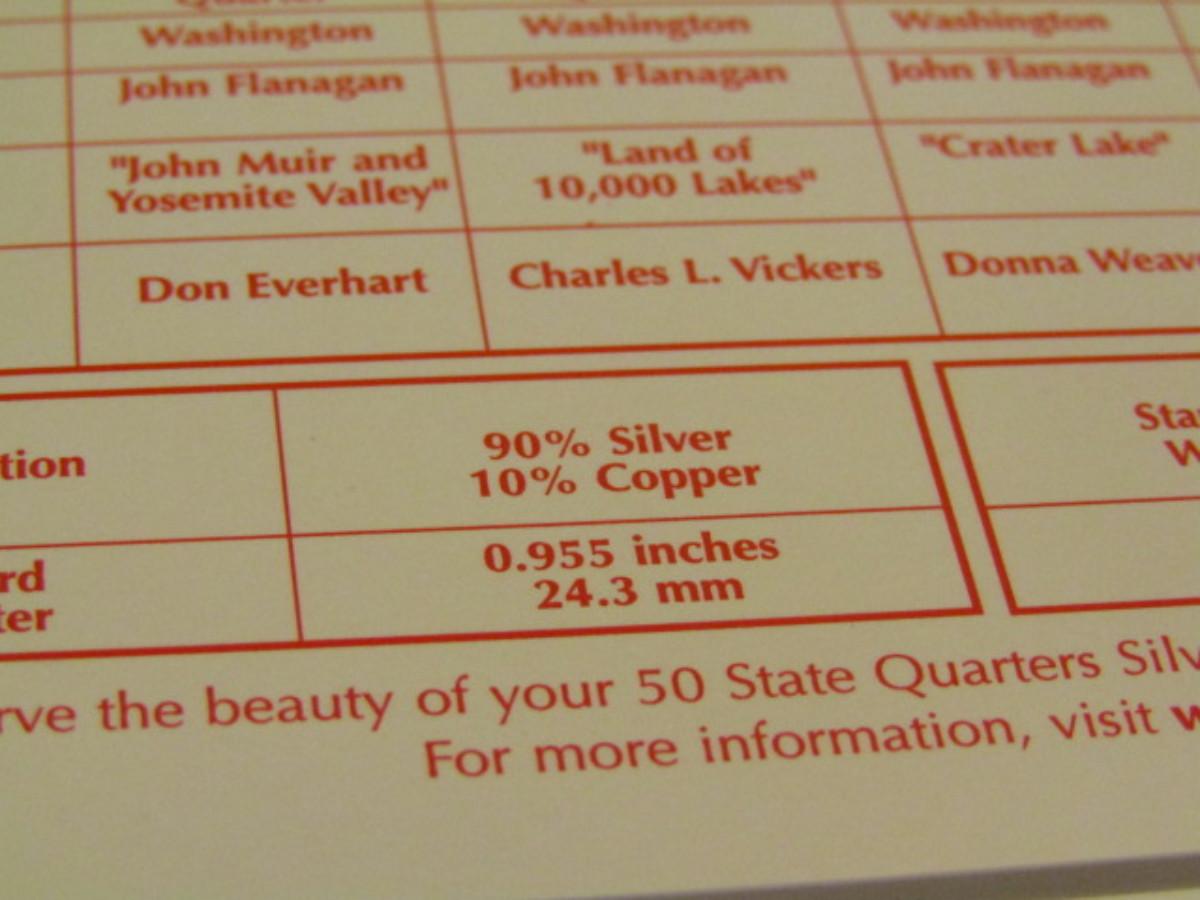 Quarter
Washington Washington Washington
John Flanagan John Flanagan John Flanagan
"John Muir and "Land of "Crater Lake"
Yosemite Valley" 10,000 Lakes"
Don Everhart Charles L. Vickers Donna Weave
tion 90% Silver Sta
10% Copper W
rd 0.955 inches
ter 24.3 mm
rve the beauty of your 50 State Quarters Silv
For more information, visit w